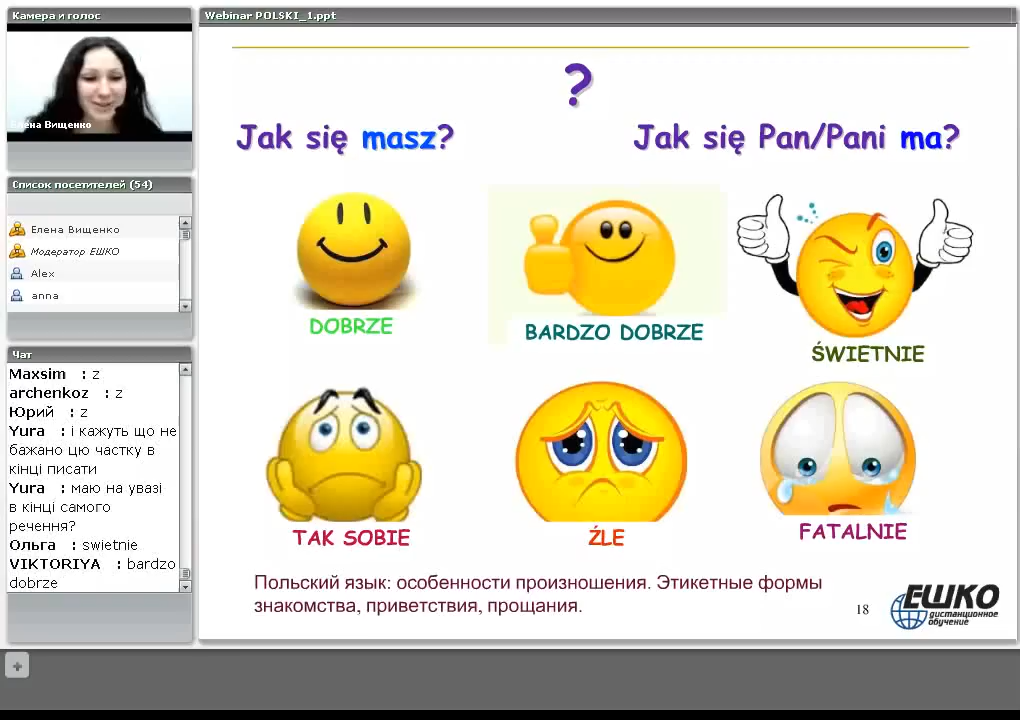 Камера и голос
Елена Вищенко
Список посетителей (54)
Елена Вищенко
Модератор ЕШКО
Alex
anna
Чат
Maxsim : z
archenkoz : z
Юрий : z
Yura : і кажуть що не
бажано цю частку в
кінці писати
Yura : маю на увазі
в кінці самого
речення?
Ольга : swietnie
VIKTORIYA : bardzo
dobrze
Webinar POLSKI_1.ppt
?
Jak się masz?
Jak się Pan/Pani ma?
DOBRZE
BARDZO DOBRZE
ŚWIETNIE
TAK SOBIE
ŹLE
FATALNIE
Польский язык: особенности произношения. Этикетные формы
знакомства, приветствия, прощания.
18
ЕШКО
дистанционное
обучение